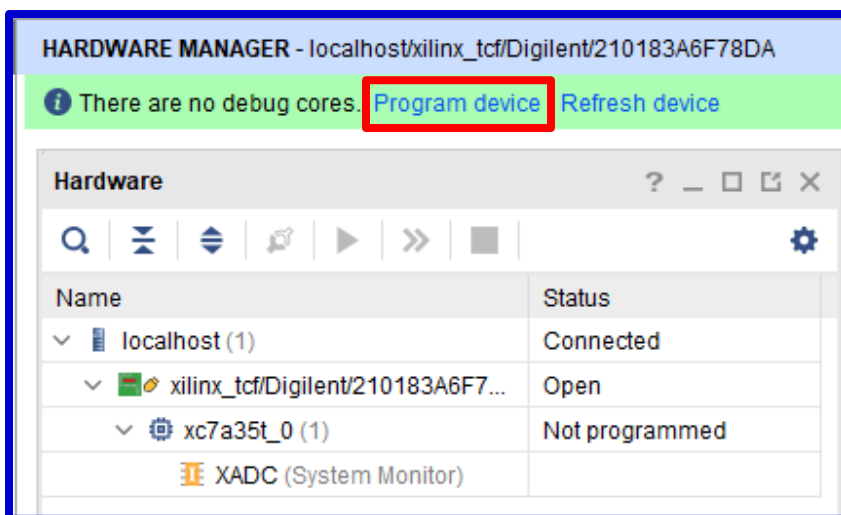 HARDWARE MANAGER - localhost/xilinx_tcf/Digilent/210183A6F78DA
There are no debug cores. Program device Refresh device
Hardware ? _
Name Status
localhost (1) Connected
xilinx_tcf/Digilent/210183A6F7... Open
xc7a35t_0 (1) Not programmed
XADC (System Monitor)